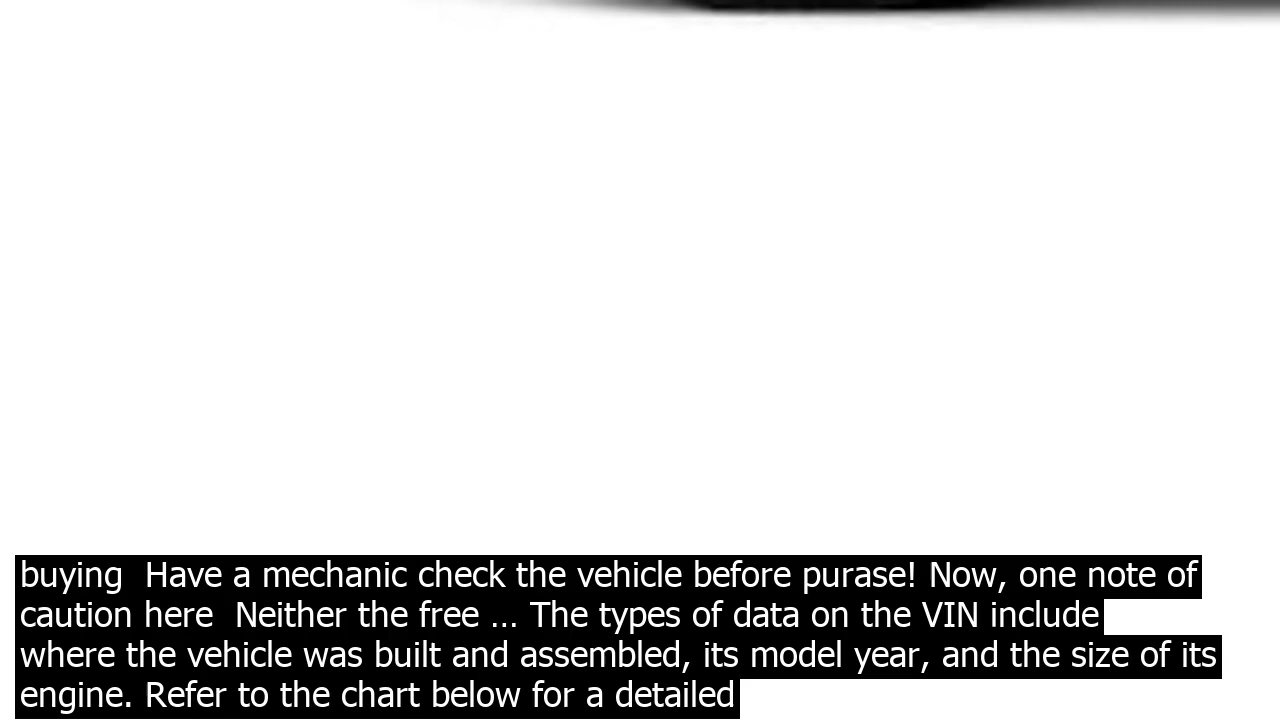 buying  Have a mechanic check the vehicle before purase! Now, one note of
caution here  Neither the free ... The types of data on the VIN include
where the vehicle was built and assembled, its model year, and the size of its
engine. Refer to the chart below for a detailed